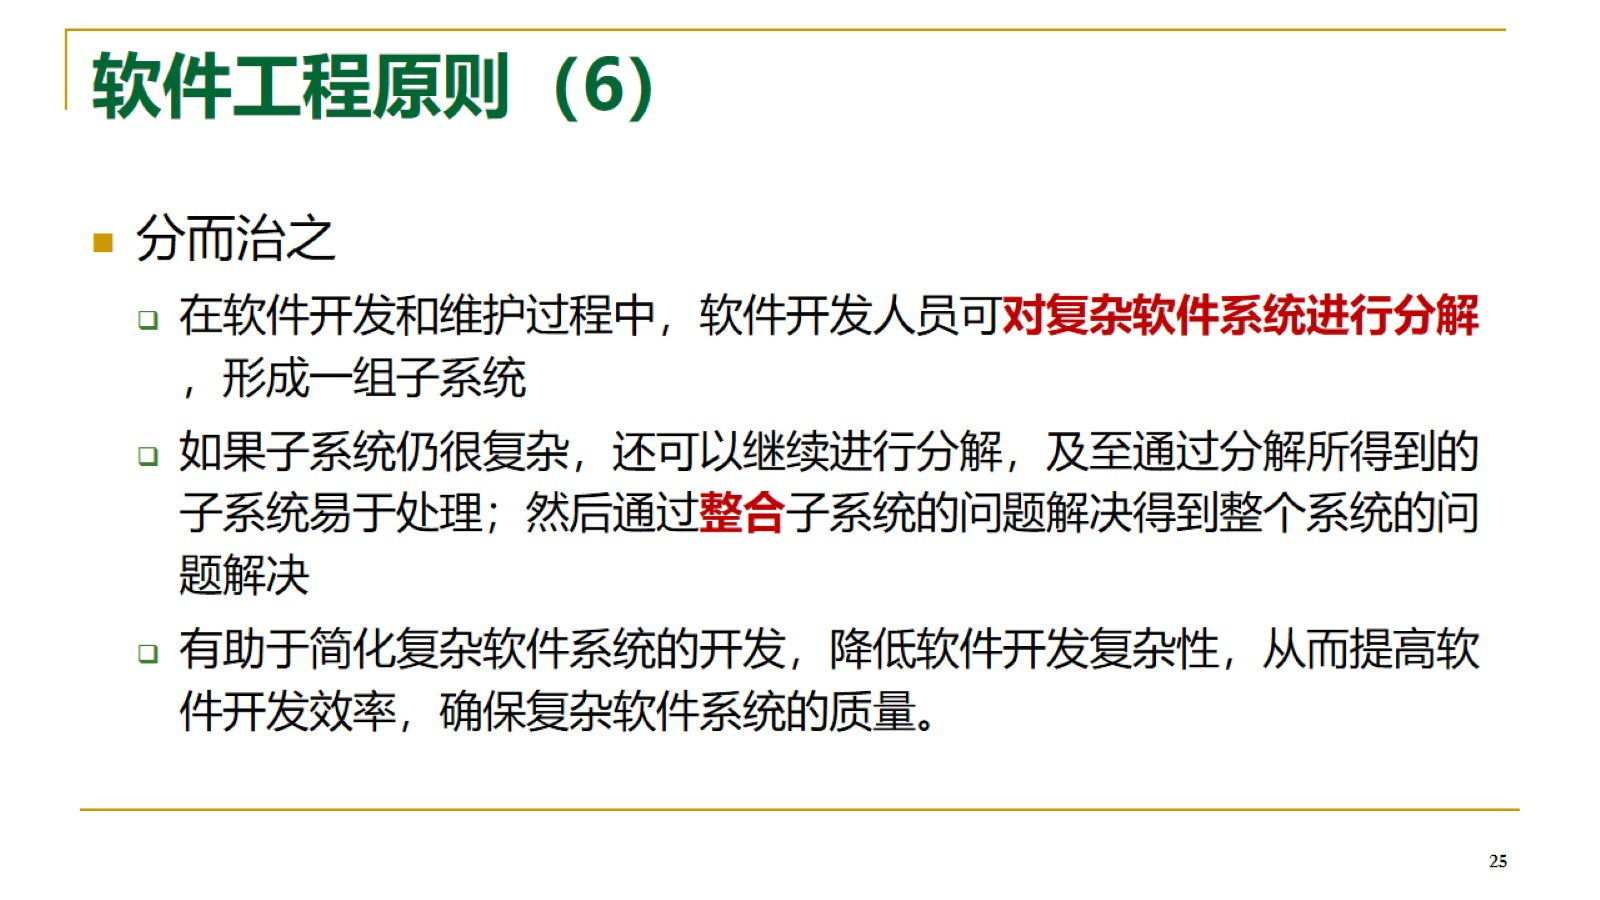 软件工程原则（6）
分而治之
在软件开发和维护过程中，软件开发人员可对复杂软件系统进行分解
，形成一组子系统
如果子系统仍很复杂，还可以继续进行分解，及至通过分解所得到的
子系统易于处理；然后通过整合子系统的问题解决得到整个系统的问
题解决
有助于简化复杂软件系统的开发，降低软件开发复杂性，从而提高软
件开发效率，确保复杂软件系统的质量。
25